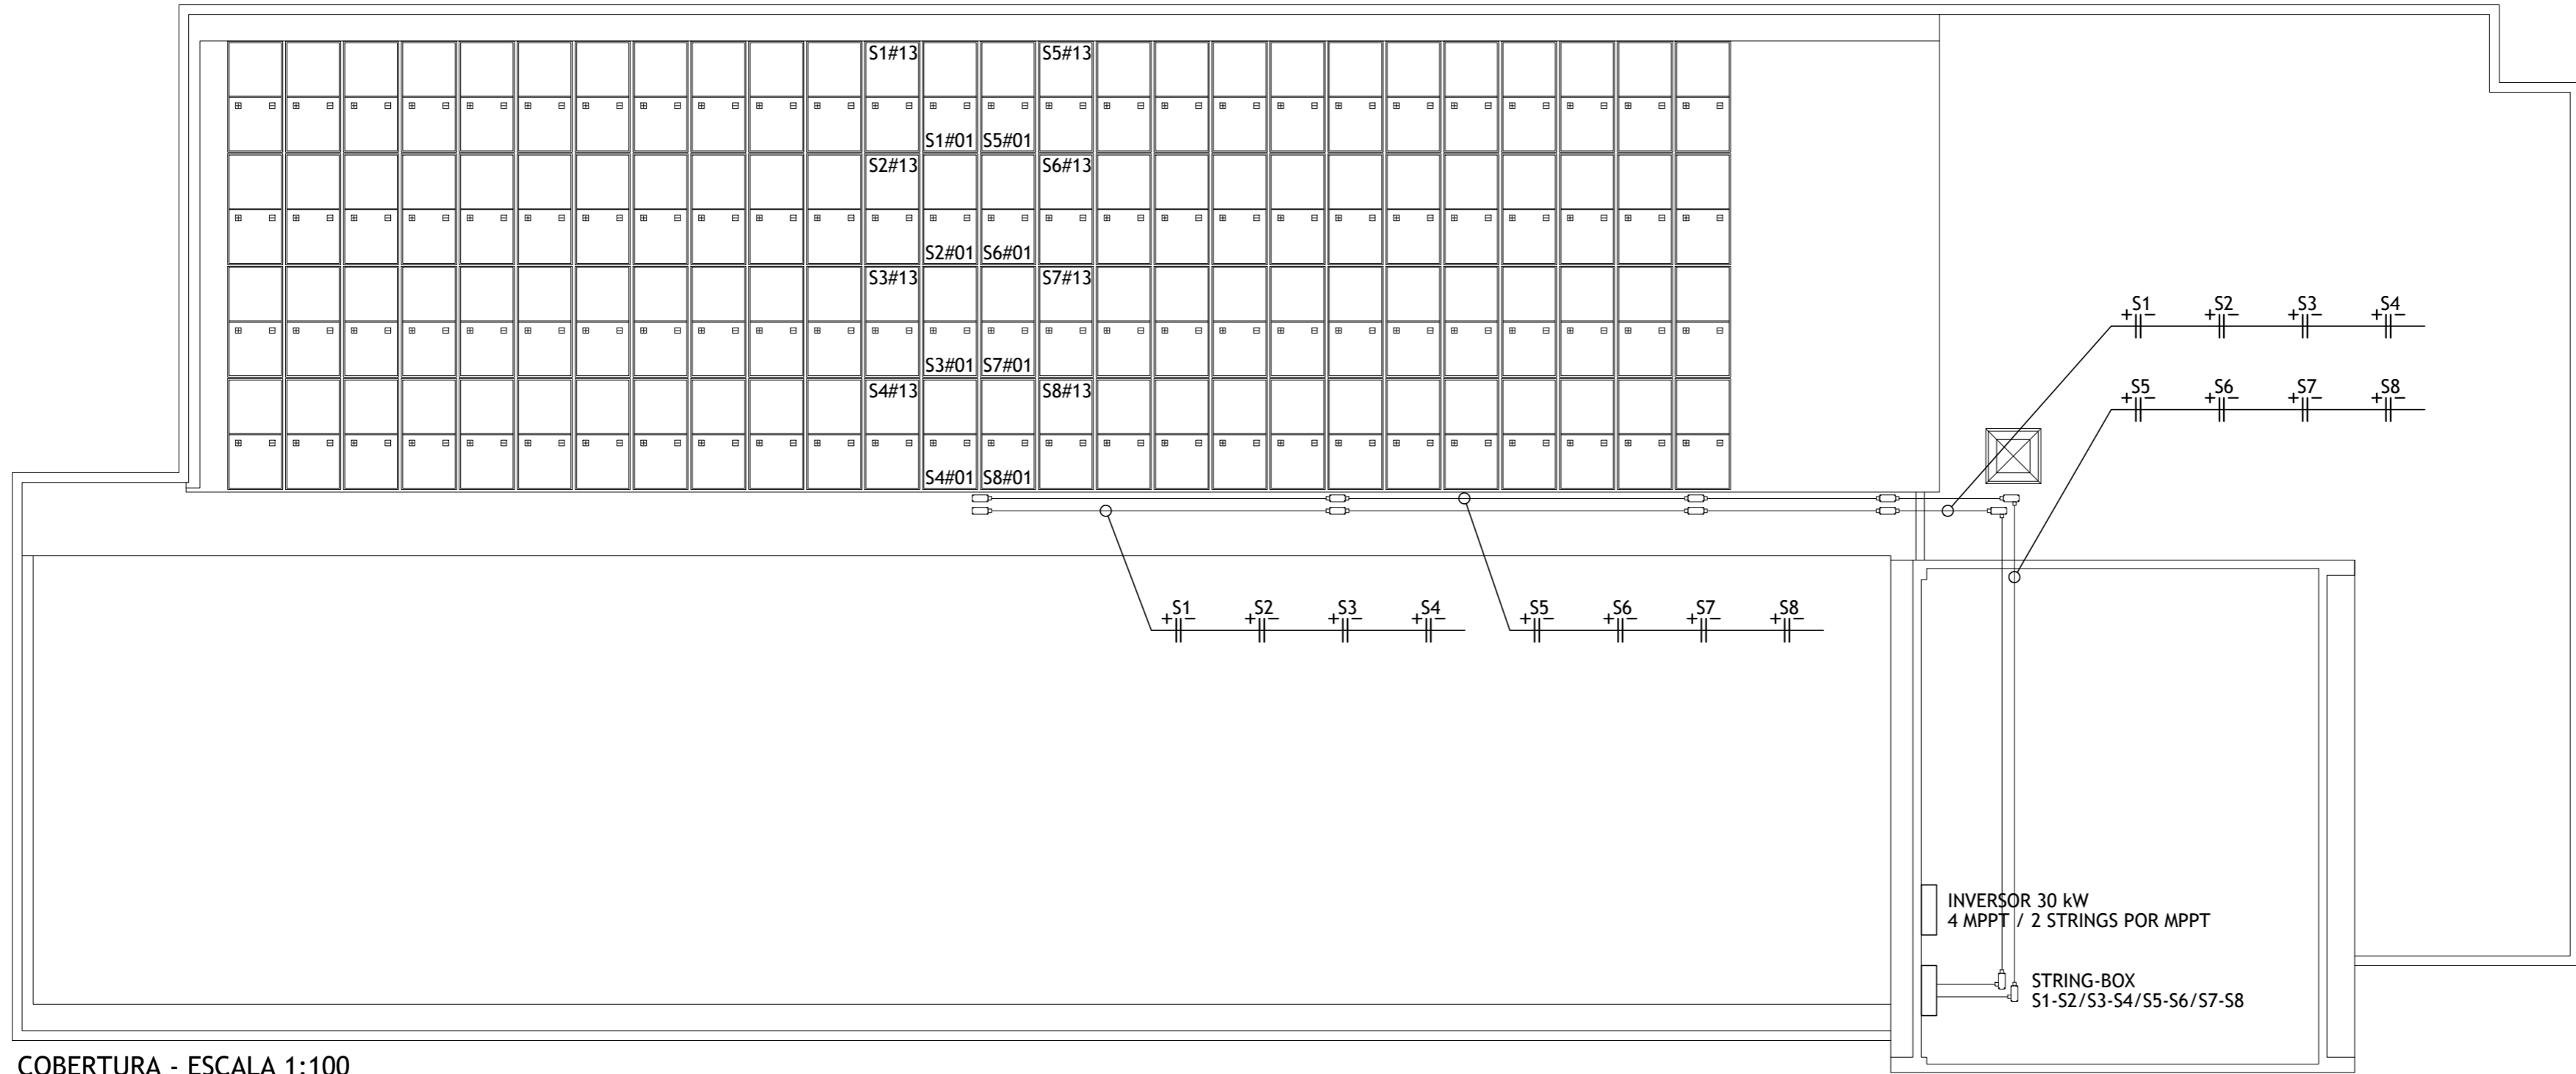 S1#13 S5#13
S1#01 S5#01
S2#13 S6#13
S2#01 S6#01
S3#13 S7#13
S3#01 S7#01
S4#13 S8#13
S4#01 S8#01
S1 S2 S3 S4
+ - + - + - + -
S5 S6 S7 S8
+ - + - + - + -
S1 S2 S3 S4 S5 S6 S7 S8
+ - + - + - + - + - + - + - + -
INVERSOR 30 kW
4 MPPT / 2 STRINGS POR MPPT
STRING-BOX
S1-S2/S3-S4/S5-S6/S7-S8
COBERTURA - ESCALA 1:100